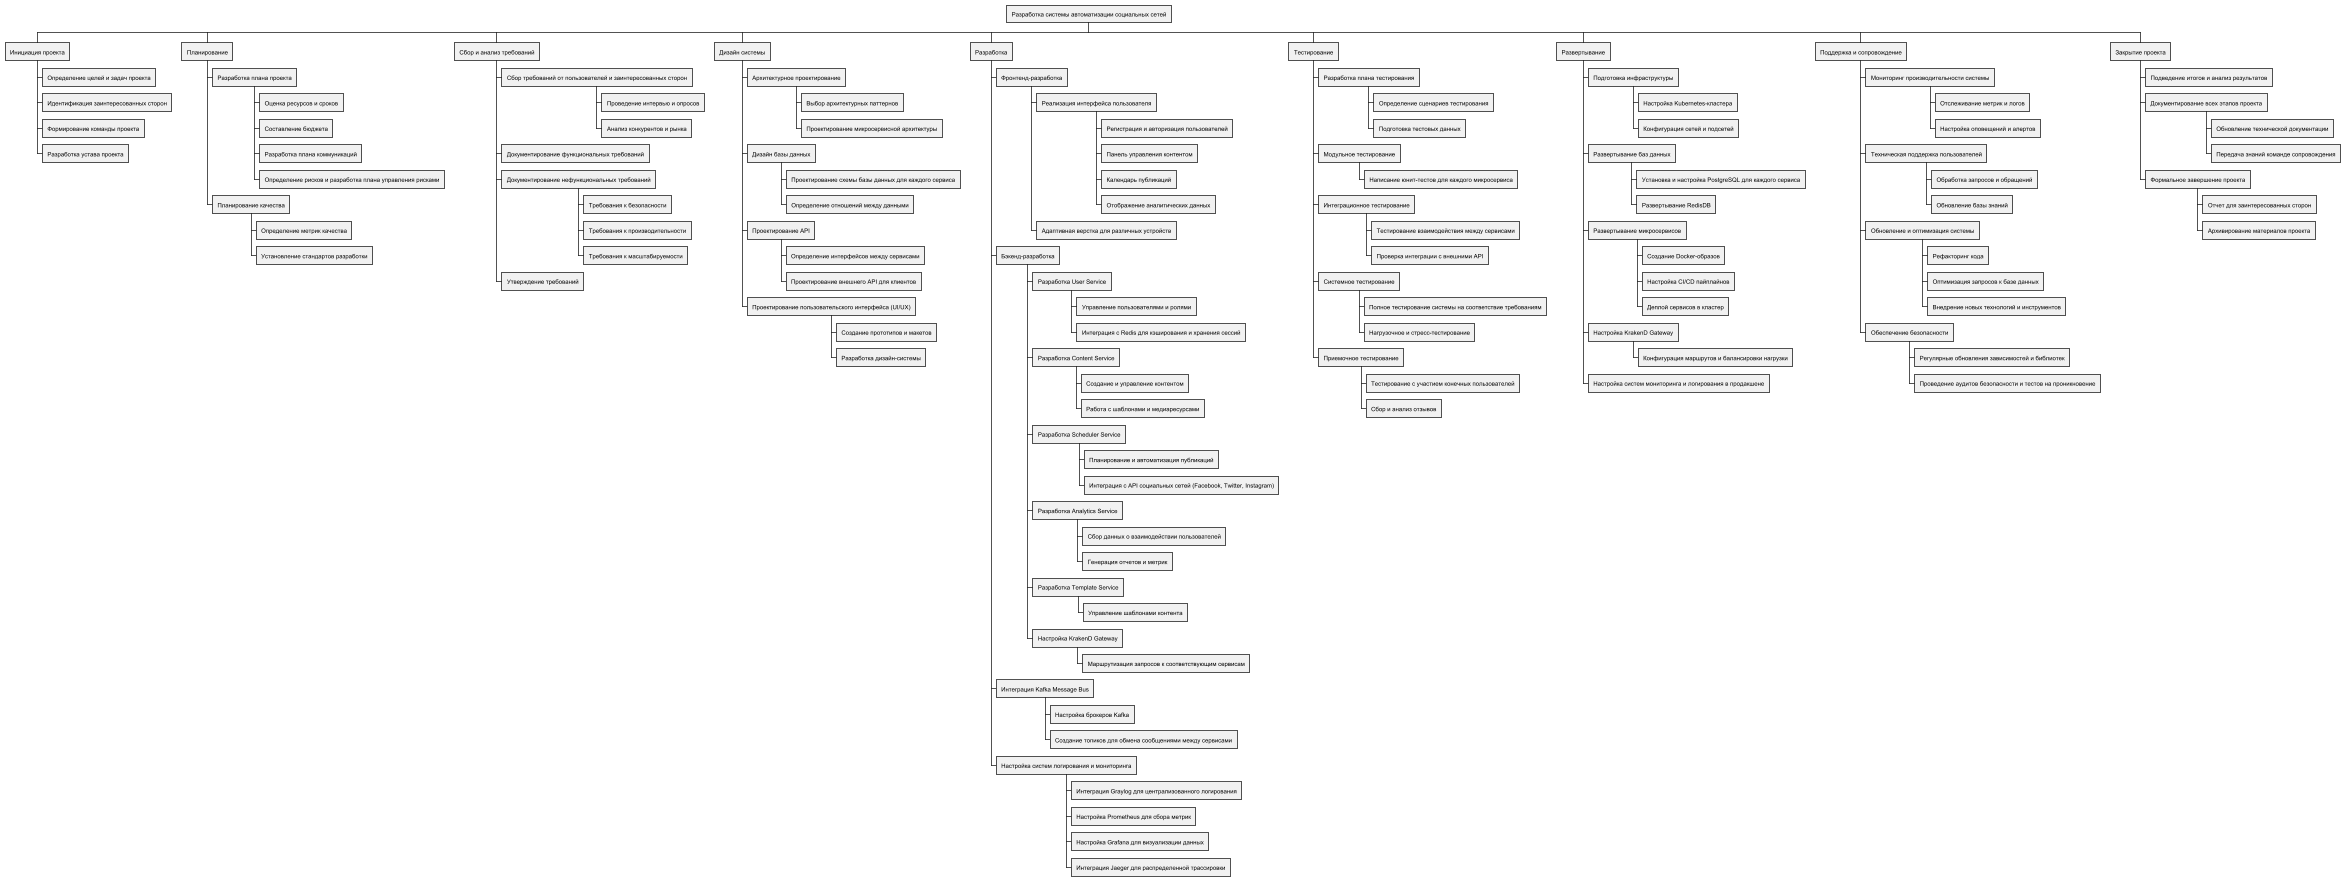 Разработка системы автоматизации социальных сетей
Инициация проекта
Определение целей и задач проекта
Идентификация заинтересованных сторон
Формирование команды проекта
Разработка устава проекта
Планирование
Разработка плана проекта
Оценка ресурсов и сроков
Составление бюджета
Разработка плана коммуникаций
Определение рисков и разработка плана управления рисками
Планирование качества
Определение метрик качества
Установление стандартов разработки
Сбор и анализ требований
Сбор требований от пользователей и заинтересованных сторон
Проведение интервью и опросов
Анализ конкурентов и рынка
Документирование функциональных требований
Документирование нефункциональных требований
Требования к безопасности
Требования к производительности
Требования к масштабируемости
Утверждение требований
Дизайн системы
Архитектурное проектирование
Выбор архитектурных паттернов
Проектирование микросервисной архитектуры
Дизайн базы данных
Проектирование схемы базы данных для каждого сервиса
Определение отношений между данными
Проектирование API
Определение интерфейсов между сервисами
Проектирование внешнего API для клиентов
Проектирование пользовательского интерфейса (UI/UX)
Создание прототипов и макетов
Разработка дизайн-системы
Разработка
Фронтенд-разработка
Реализация интерфейса пользователя
Регистрация и авторизация пользователей
Панель управления контентом
Календарь публикаций
Отображение аналитических данных
Адаптивная верстка для различных устройств
Бэкенд-разработка
Разработка User Service
Управление пользователями и ролями
Интеграция с Redis для кэширования и хранения сессий
Разработка Content Service
Создание и управление контентом
Работа с шаблонами и медиаресурсами
Разработка Scheduler Service
Планирование и автоматизация публикаций
Интеграция с API социальных сетей (Facebook, Twitter, Instagram)
Разработка Analytics Service
Сбор данных о взаимодействии пользователей
Генерация отчетов и метрик
Разработка Template Service
Управление шаблонами контента
Настройка KrakenD Gateway
Маршрутизация запросов к соответствующим сервисам
Интеграция Kafka Message Bus
Настройка брокеров Kafka
Создание топиков для обмена сообщениями между сервисами
Настройка систем логирования и мониторинга
Интеграция Graylog для централизованного логирования
Настройка Prometheus для сбора метрик
Настройка Grafana для визуализации данных
Интеграция Jaeger для распределенной трассировки
Тестирование
Разработка плана тестирования
Определение сценариев тестирования
Подготовка тестовых данных
Модульное тестирование
Написание юнит-тестов для каждого микросервиса
Интеграционное тестирование
Тестирование взаимодействия между сервисами
Проверка интеграции с внешними API
Системное тестирование
Полное тестирование системы на соответствие требованиям
Нагрузочное и стресс-тестирование
Приемочное тестирование
Тестирование с участием конечных пользователей
Сбор и анализ отзывов
Развертывание
Подготовка инфраструктуры
Настройка Kubernetes-кластера
Конфигурация сетей и подсетей
Развертывание баз данных
Установка и настройка PostgreSQL для каждого сервиса
Развертывание RedisDB
Развертывание микросервисов
Создание Docker-образов
Настройка CI/CD пайплайнов
Деплой сервисов в кластер
Настройка KrakenD Gateway
Конфигурация маршрутов и балансировки нагрузки
Настройка систем мониторинга и логирования в продакшене
Поддержка и сопровождение
Мониторинг производительности системы
Отслеживание метрик и логов
Настройка оповещений и алертов
Техническая поддержка пользователей
Обработка запросов и обращений
Обновление базы знаний
Обновление и оптимизация системы
Рефакторинг кода
Оптимизация запросов к базе данных
Внедрение новых технологий и инструментов
Обеспечение безопасности
Регулярные обновления зависимостей и библиотек
Проведение аудитов безопасности и тестов на проникновение
Закрытие проекта
Подведение итогов и анализ результатов
Документирование всех этапов проекта
Обновление технической документации
Передача знаний команде сопровождения
Формальное завершение проекта
Отчет для заинтересованных сторон
Архивирование материалов проекта